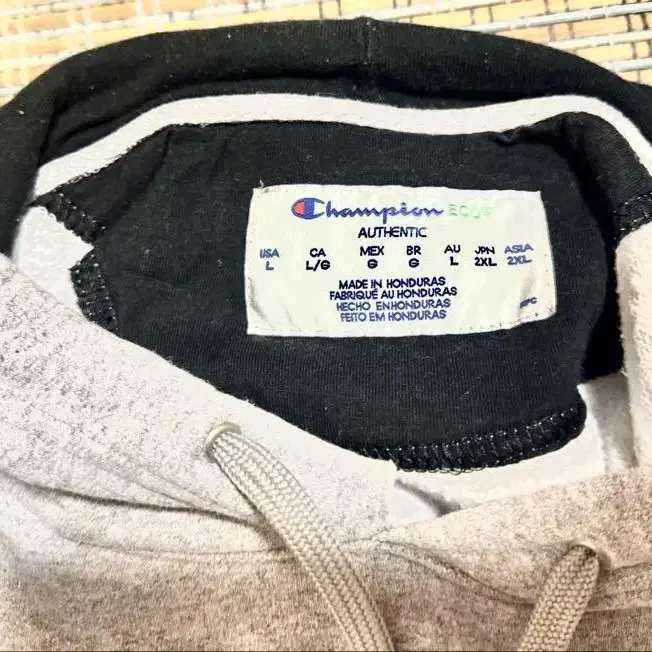 Champion ECO®
AUTHENTIC
USA CA MEX BR AU JPN ASIA
L L/G G G L 2XL 2XL
MADE IN HONDURAS
FABRIQUÉ AU HONDURAS
HECHO EN HONDURAS
FEITO EM HONDURAS